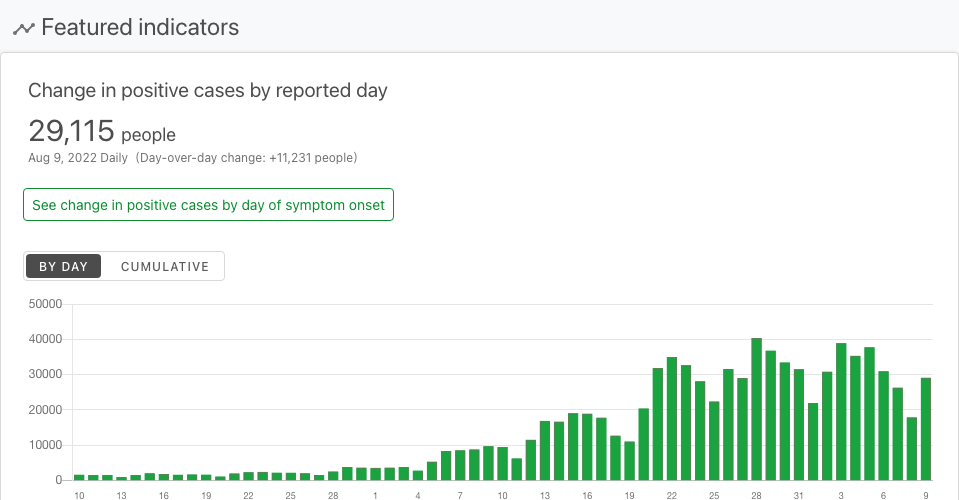 Featured indicators
Change in positive cases by reported day
29,115 people
Aug 9, 2022 Daily (Day-over-day change: +11,231 people)
See change in positive cases by day of symptom onset
BY DAY CUMULATIVE
50000
40000
30000
20000
10000
0
10 13 16 19 22 25 28 1 4 7 10 13 16 19 22 25 28 31 3 6 9